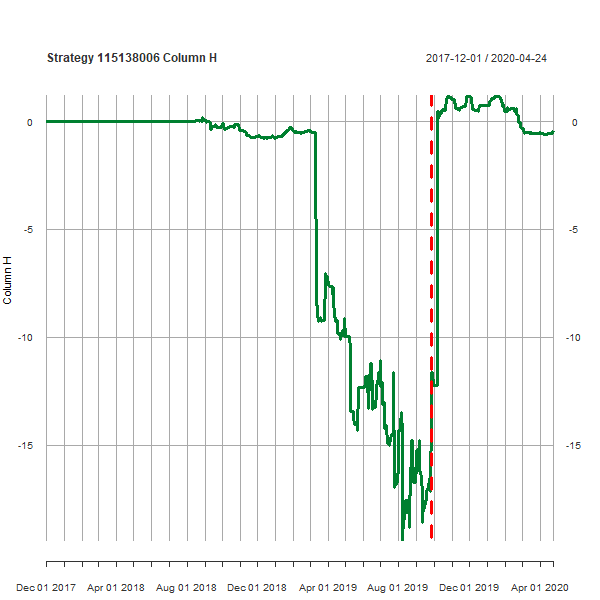 Strategy 115138006 Column H
2017-12-01 / 2020-04-24
0 0
-5 -5
-10 -10
-15 -15
Column H
Dec 01 2017 Apr 01 2018 Aug 01 2018 Dec 01 2018 Apr 01 2019 Aug 01 2019 Dec 01 2019 Apr 01 2020